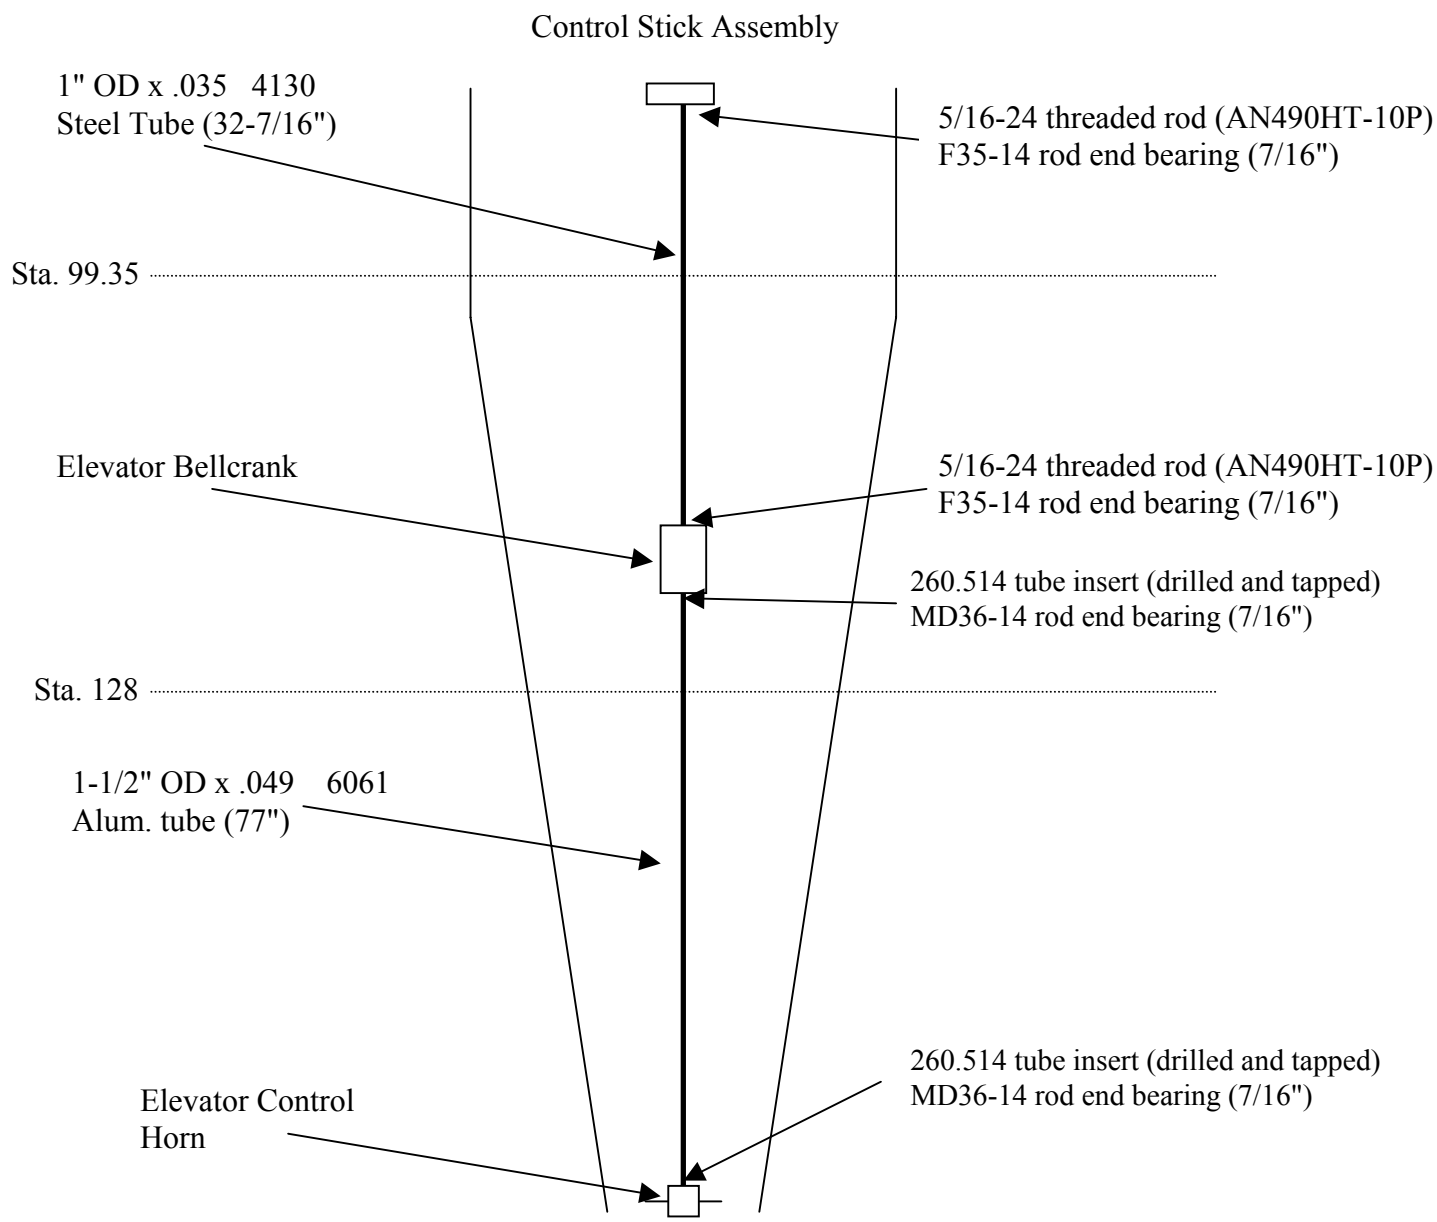 Control Stick Assembly
1" OD x .035   4130
Steel Tube (32-7/16")
5/16-24 threaded rod (AN490HT-10P)
F35-14 rod end bearing (7/16")
Sta. 99.35
Elevator Bellcrank
5/16-24 threaded rod (AN490HT-10P)
F35-14 rod end bearing (7/16")
260.514 tube insert (drilled and tapped)
MD36-14 rod end bearing (7/16")
Sta. 128
1-1/2" OD x .049   6061
Alum. tube (77")
260.514 tube insert (drilled and tapped)
MD36-14 rod end bearing (7/16")
Elevator Control
Horn